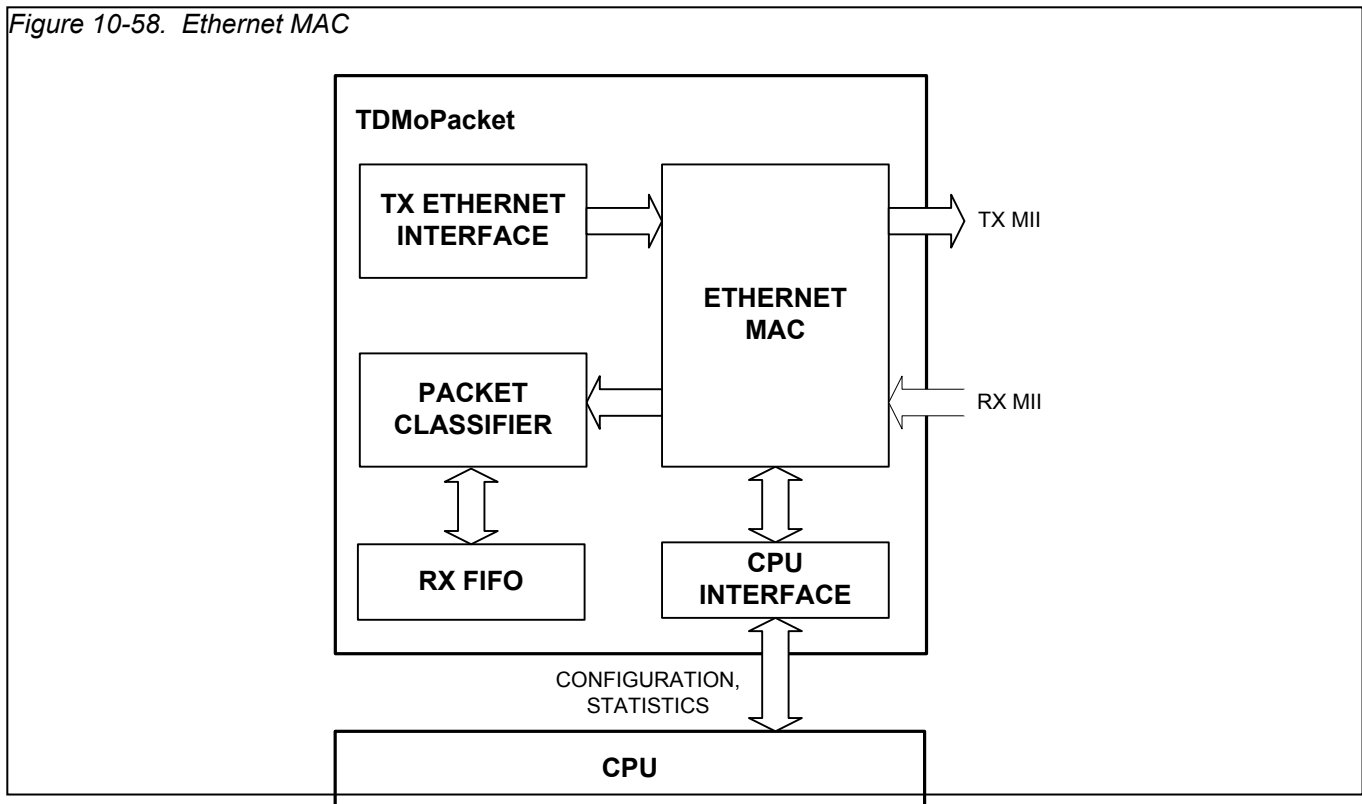 Figure 10-58. Ethernet MAC
TDMoPacket
TX ETHERNET
INTERFACE
ETHERNET
MAC
TX MII
PACKET
CLASSIFIER
RX MII
RX FIFO
CPU
INTERFACE
CONFIGURATION,
STATISTICS
CPU